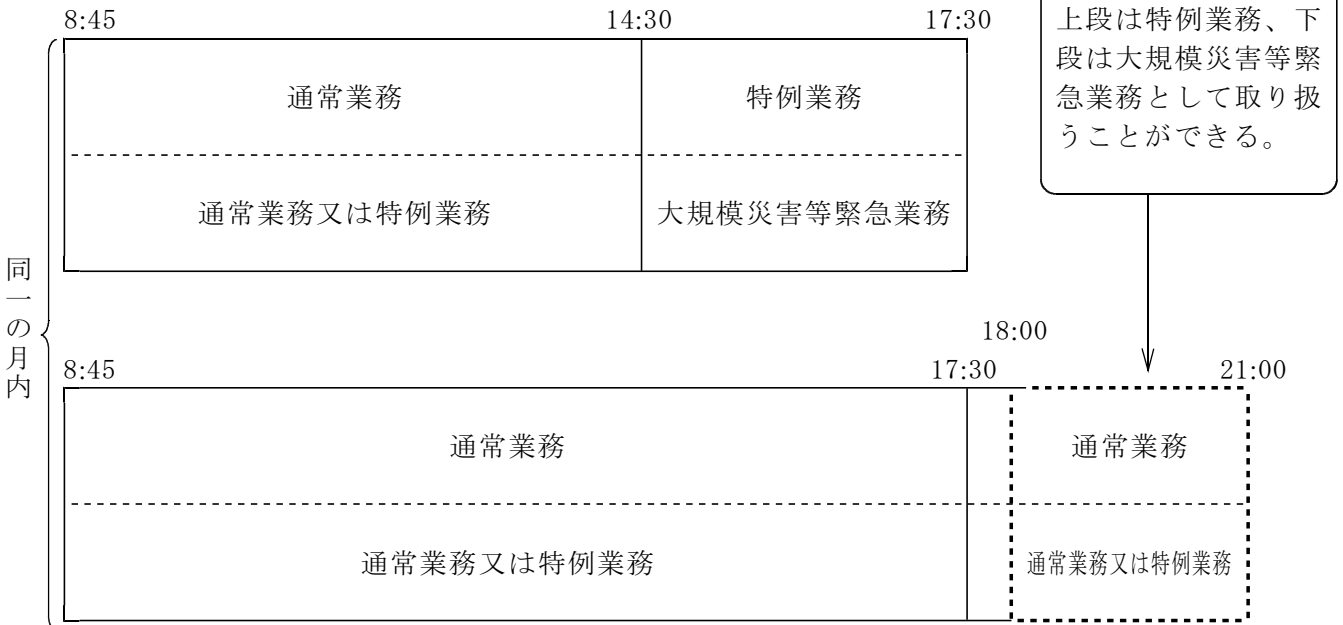 8:45 14:30 17:30
上段は特例業務、下
段は大規模災害等緊
急業務として取り扱
うことができる。
通常業務 特例業務
通常業務又は特例業務 大規模災害等緊急業務
同一の月内
18:00
8:45 17:30 21:00
通常業務 通常業務
通常業務又は特例業務 通常業務又は特例業務